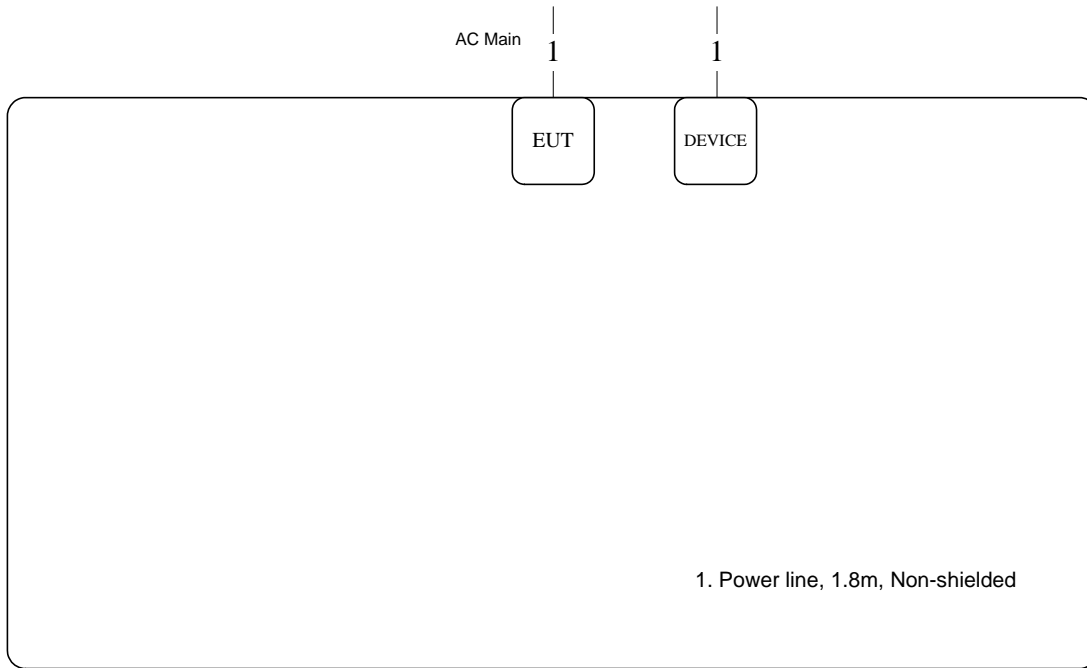 AC Main
1 1
EUT DEVICE
1. Power line, 1.8m, Non-shielded